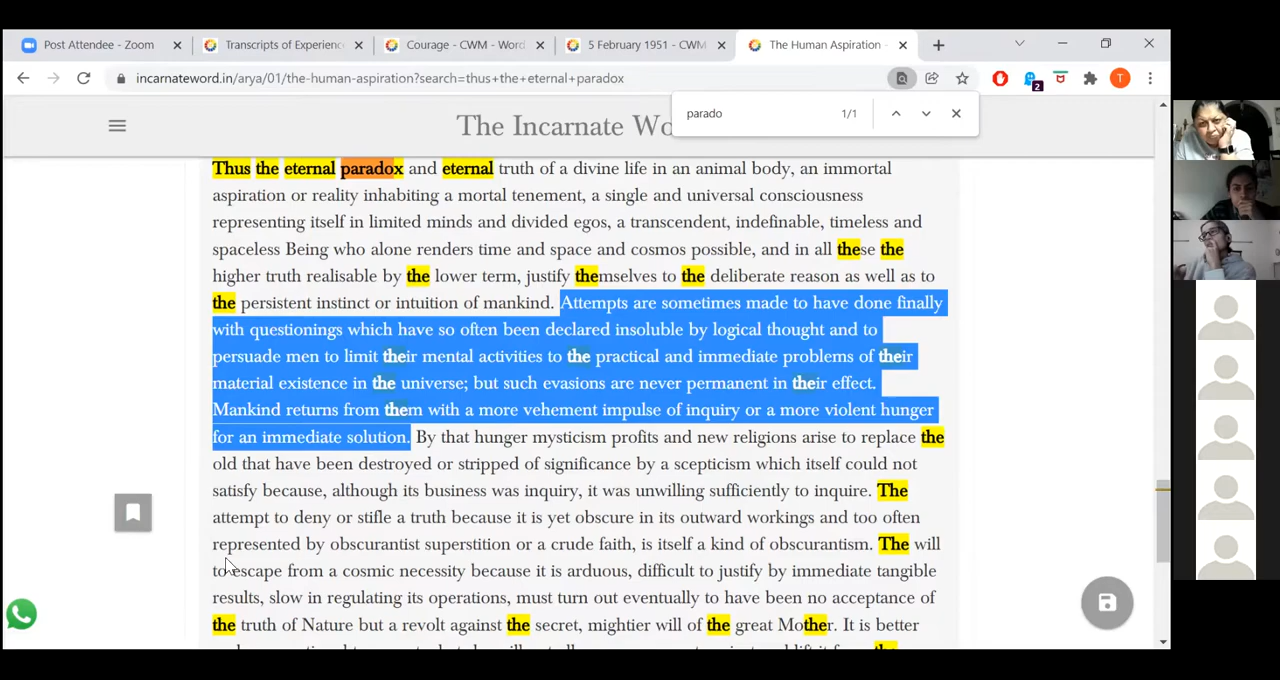 Post Attendee - Zoom
Transcripts of Experienc
Courage - CWM - Word
5 February 1951 - CWM
The Human Aspiration -
incarnateword.in/arya/01/the-human-aspiration?search=thus+the+eternal+paradox
2
T
parado
1/1
The Incarnate Wo
Thus the eternal paradox and eternal truth of a divine life in an animal body, an immortal
aspiration or reality inhabiting a mortal tenement, a single and universal consciousness
representing itself in limited minds and divided egos, a transcendent, indefinable, timeless and
spaceless Being who alone renders time and space and cosmos possible, and in all these the
higher truth realisable by the lower term, justify themselves to the deliberate reason as well as to
the persistent instinct or intuition of mankind. Attempts are sometimes made to have done finally
with questionings which have so often been declared insoluble by logical thought and to
persuade men to limit their mental activities to the practical and immediate problems of their
material existence in the universe; but such evasions are never permanent in their effect.
Mankind returns from them with a more vehement impulse of inquiry or a more violent hunger
for an immediate solution. By that hunger mysticism profits and new religions arise to replace the
old that have been destroyed or stripped of significance by a scepticism which itself could not
satisfy because, although its business was inquiry, it was unwilling sufficiently to inquire. The
attempt to deny or stifle a truth because it is yet obscure in its outward workings and too often
represented by obscurantist superstition or a crude faith, is itself a kind of obscurantism. The will
to escape from a cosmic necessity because it is arduous, difficult to justify by immediate tangible
results, slow in regulating its operations, must turn out eventually to have been no acceptance of
the truth of Nature but a revolt against the secret, mightier will of the great Mother. It is better